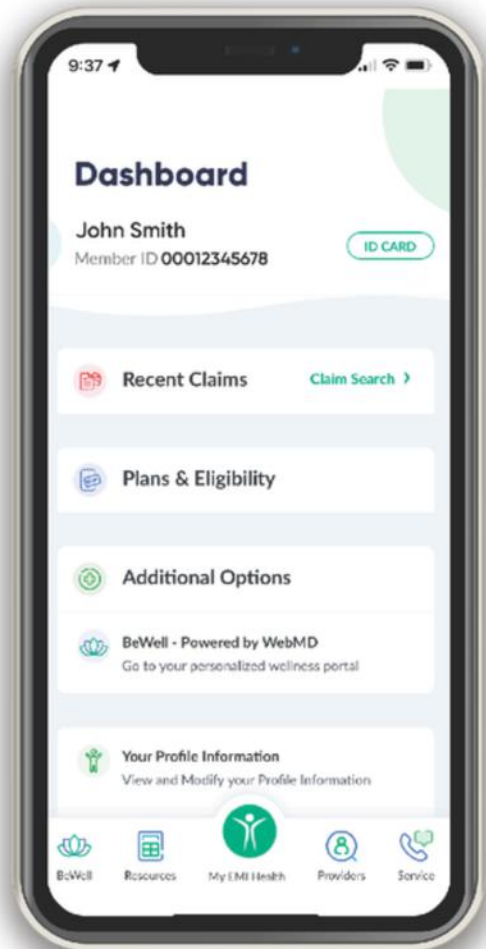 9:37
Dashboard
John Smith
Member ID 00012345678
ID CARD
Recent Claims
Claim Search
Plans & Eligibility
Additional Options
BeWell - Powered by WebMD
Go to your personalized wellness portal
Your Profile Information
View and Modify your Profile Information
BeWell
Resources
My EMI Health
Providers
Service